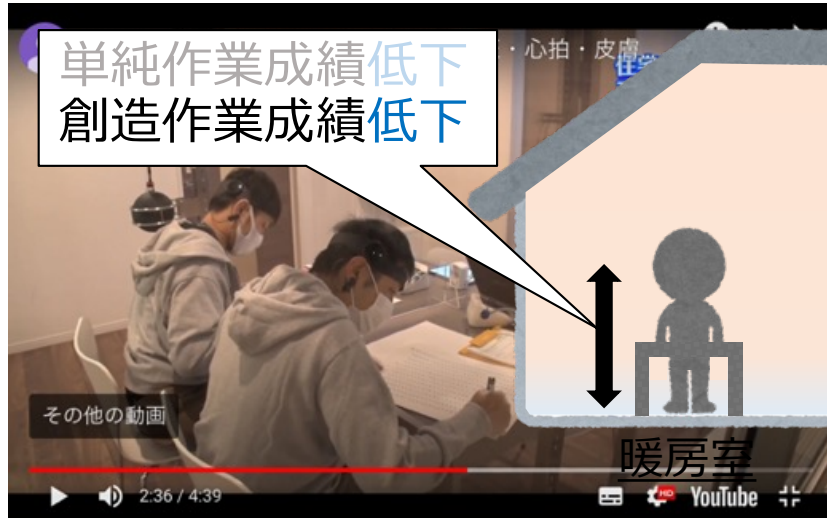 単純作業成績低下
創造作業成績低下
・心拍・皮膚
その他の動画
暖房室
2:36 / 4:39
HD
YouTube